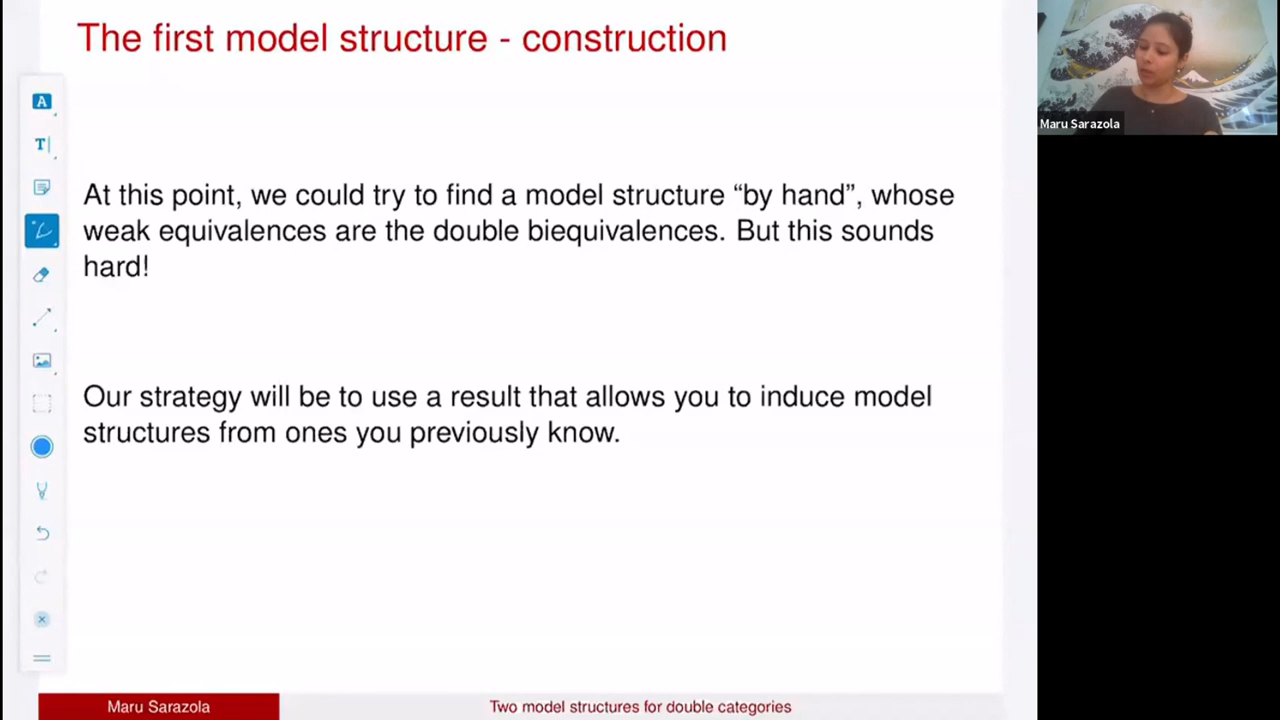 The first model structure - construction
Maru Sarazola
A
T
At this point, we could try to find a model structure “by hand”, whose
weak equivalences are the double biequivalences. But this sounds
hard!
Our strategy will be to use a result that allows you to induce model
structures from ones you previously know.
Maru Sarazola
Two model structures for double categories